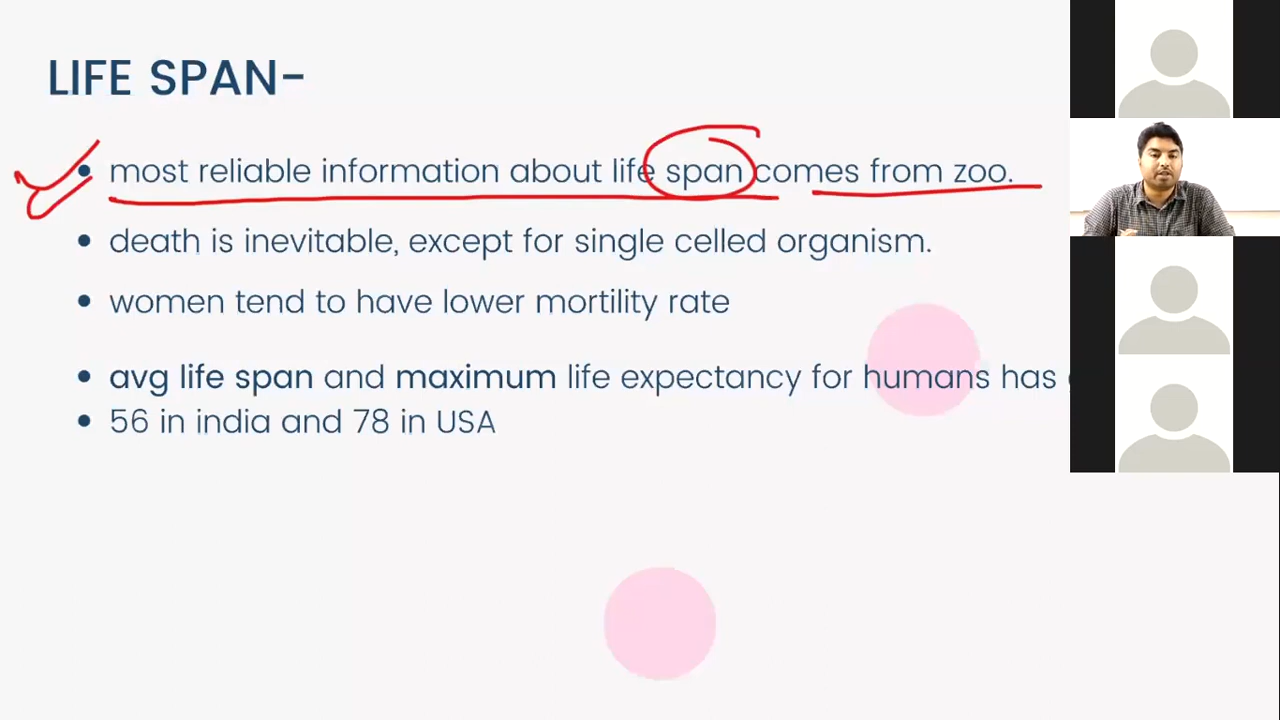 LIFE SPAN-
• most reliable information about life span comes from zoo.
• death is inevitable, except for single celled organism.
• women tend to have lower mortility rate
• avg life span and maximum life expectancy for humans has
• 56 in india and 78 in USA